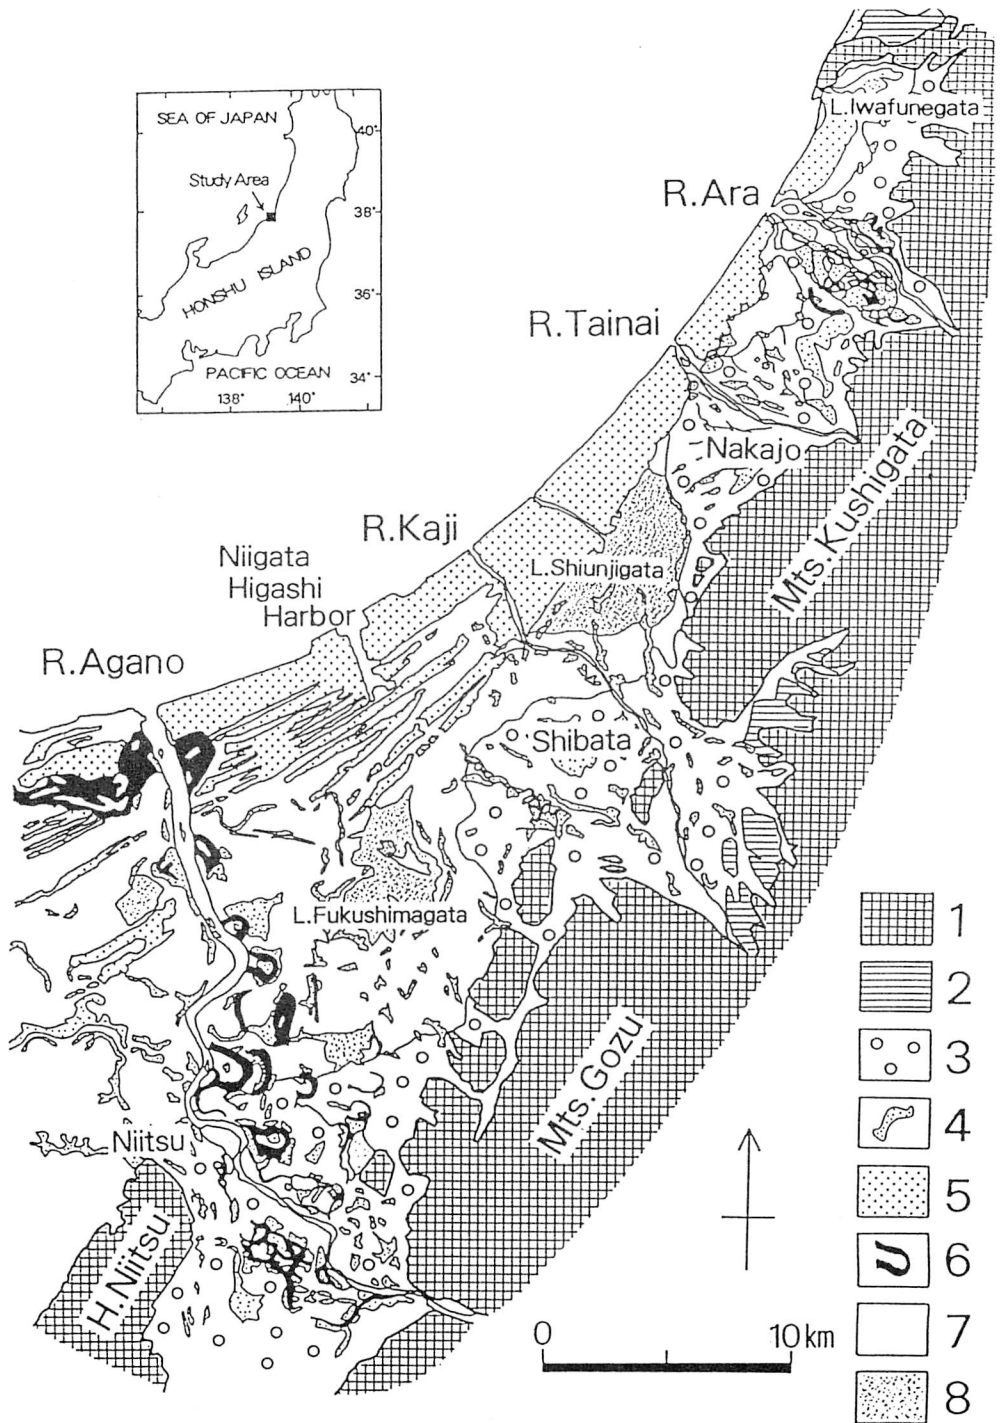 SEA OF JAPAN
40°
Study Area
38°
HONSHU ISLAND
36°
PACIFIC OCEAN
34°
138°
140°
L.Iwafunegata
R.Ara
R.Tainai
Nakajo
Mts.Kushigata
R.Kaji
L.Shiunjigata
Niigata
Higashi
Harbor
R.Agano
Shibata
L.Fukushimagata
Mts.Gozu
Niitsu
H.Niitsu
0 10 km
1
2
3
4
5
6
7
8